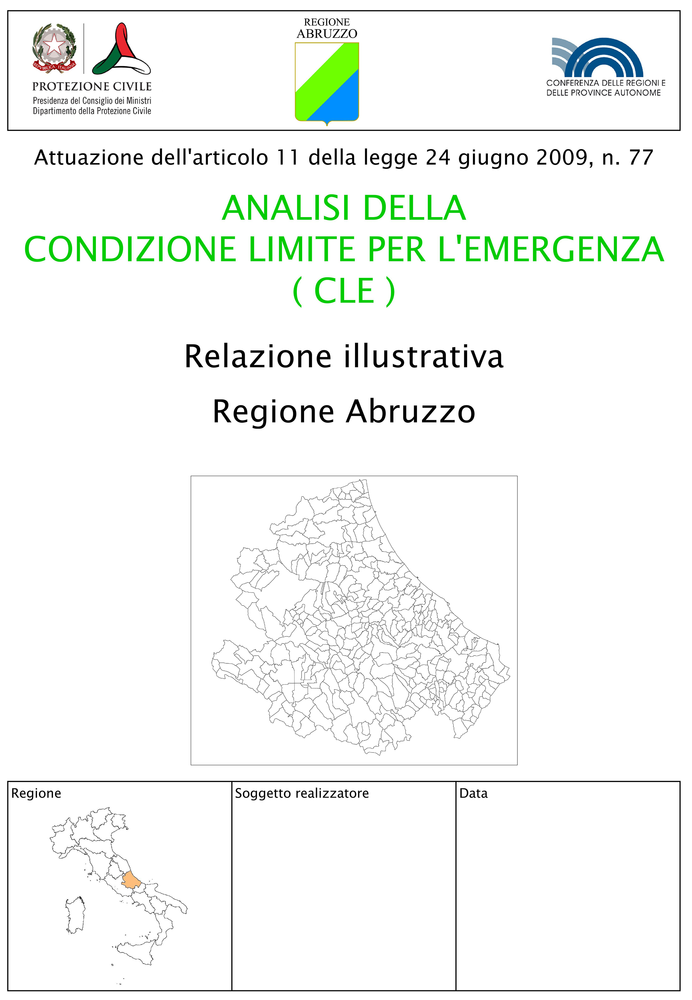 REPVBBLICA ITALIANA
PROTEZIONE CIVILE
Presidenza del Consiglio dei Ministri
Dipartimento della Protezione Civile
REGIONE
ABRUZZO
CONFERENZA DELLE REGIONI E
DELLE PROVINCE AUTONOME
Attuazione dell'articolo 11 della legge 24 giugno 2009, n. 77
ANALISI DELLA
CONDIZIONE LIMITE PER L'EMERGENZA
( CLE )
Relazione illustrativa
Regione Abruzzo
Regione
Soggetto realizzatore
Data